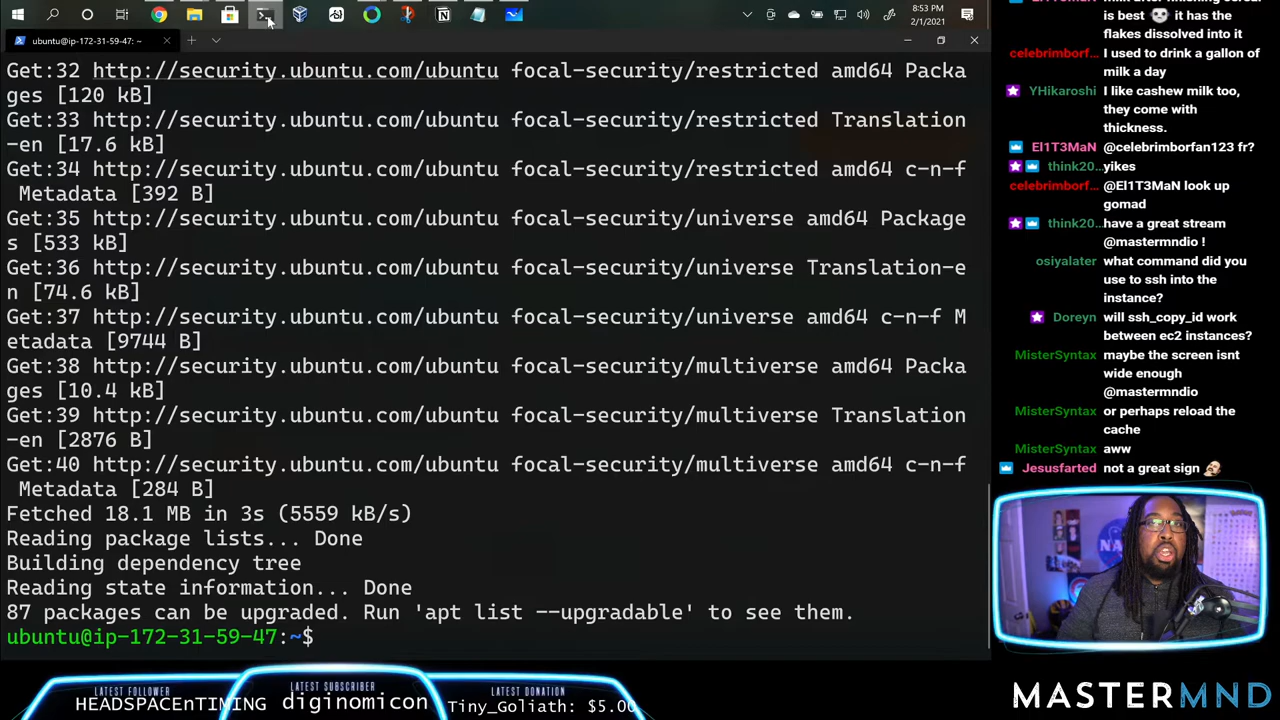 8:53 PM
2/1/2021
ubuntu@ip-172-31-59-47: ~
Get:32 http://security.ubuntu.com/ubuntu focal-security/restricted amd64 Packa
ges [120 kB]
Get:33 http://security.ubuntu.com/ubuntu focal-security/restricted Translation
-en [17.6 kB]
Get:34 http://security.ubuntu.com/ubuntu focal-security/restricted amd64 c-n-f
 Metadata [392 B]
Get:35 http://security.ubuntu.com/ubuntu focal-security/universe amd64 Package
s [533 kB]
Get:36 http://security.ubuntu.com/ubuntu focal-security/universe Translation-e
n [74.6 kB]
Get:37 http://security.ubuntu.com/ubuntu focal-security/universe amd64 c-n-f M
etadata [9744 B]
Get:38 http://security.ubuntu.com/ubuntu focal-security/multiverse amd64 Packa
ges [10.4 kB]
Get:39 http://security.ubuntu.com/ubuntu focal-security/multiverse Translation
-en [2876 B]
Get:40 http://security.ubuntu.com/ubuntu focal-security/multiverse amd64 c-n-f
 Metadata [284 B]
Fetched 18.1 MB in 3s (5559 kB/s)
Reading package lists... Done
Building dependency tree
Reading state information... Done
87 packages can be upgraded. Run 'apt list --upgradable' to see them.
ubuntu@ip-172-31-59-47:~$
milk after finishing cereal
is best it has the
flakes dissolved into it
celebrimborf... I used to drink a gallon of
milk a day
YHikaroshi I like cashew milk too,
they come with
thickness.
El1T3MaN @celebrimborfan123 fr?
think20... yikes
celebrimborf... @El1T3MaN look up
gomad
think20... have a great stream
@mastermndio !
osiyalater what command did you
use to ssh into the
instance?
Doreyn will ssh_copy_id work
between ec2 instances?
MisterSyntax maybe the screen isnt
wide enough
@mastermndio
MisterSyntax or perhaps reload the
cache
MisterSyntax aww
Jesusfarted not a great sign
NASA
LATEST FOLLOWER
HEADSPACEnTIMING
LATEST SUBSCRIBER
diginomicon
LATEST DONATION
Tiny_Goliath: $5.00
MASTERMND